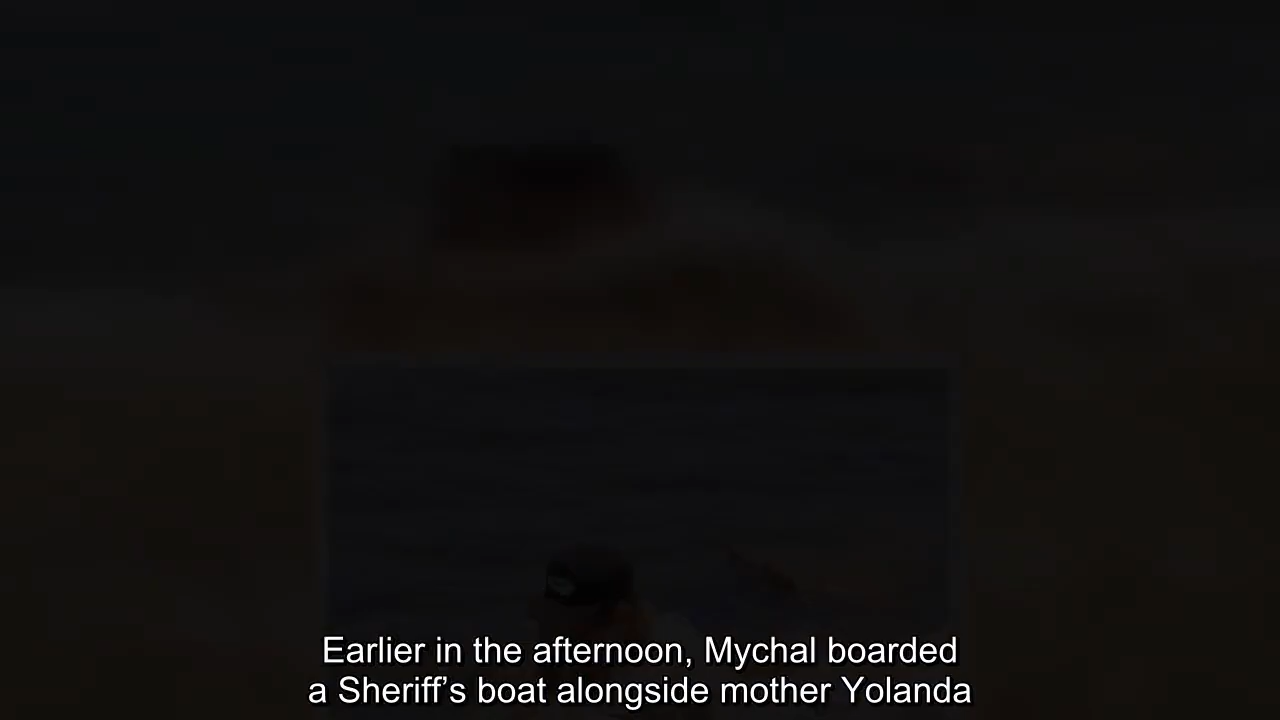 Earlier in the afternoon, Mychal boarded
a Sheriff’s boat alongside mother Yolanda